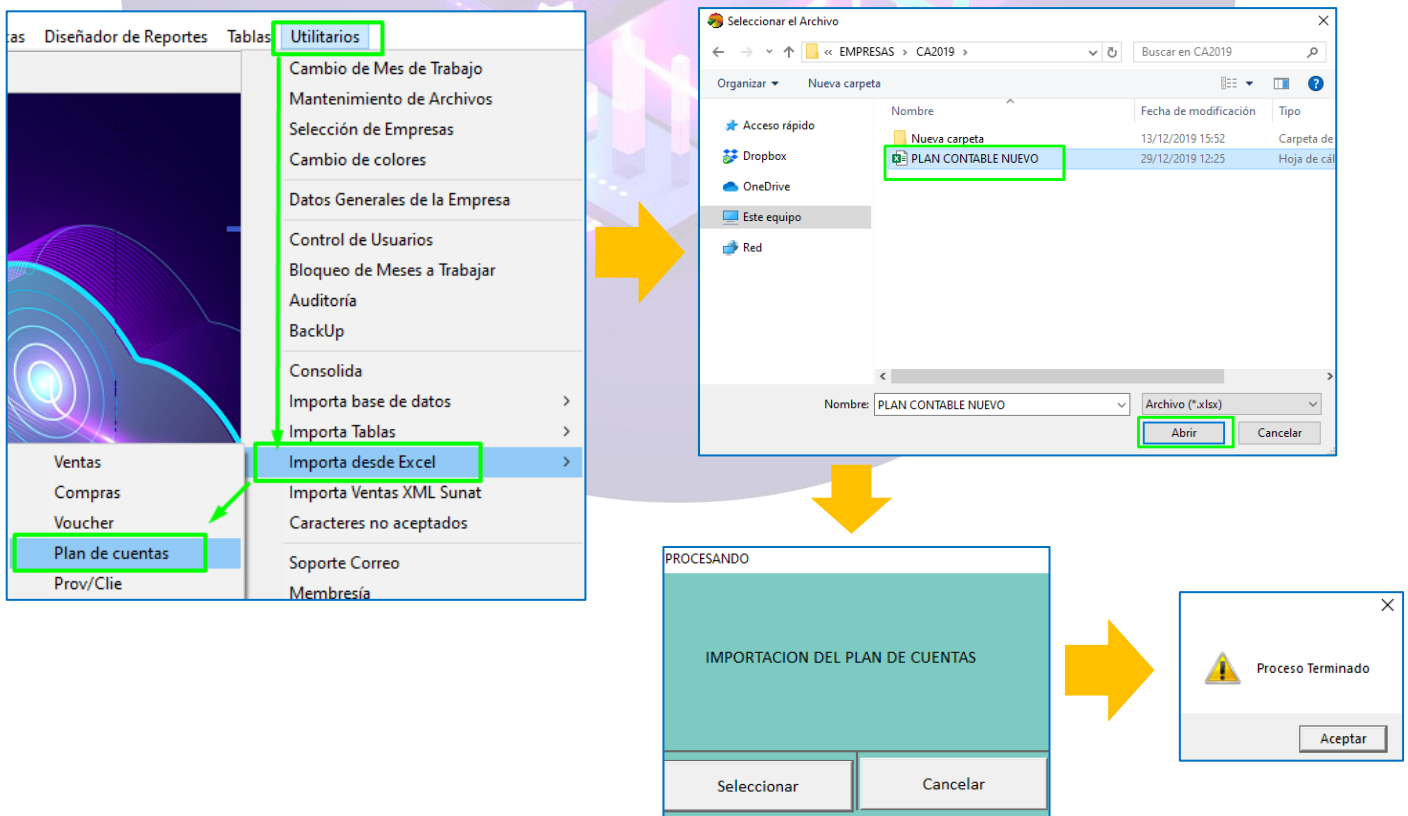 cas Diseñador de Reportes Tablas Utilitarios
Cambio de Mes de Trabajo
Mantenimiento de Archivos
Selección de Empresas
Cambio de colores
Datos Generales de la Empresa
Control de Usuarios
Bloqueo de Meses a Trabajar
Auditoría
BackUp
Consolida
Importa base de datos
Importa Tablas
Importa desde Excel
Importa Ventas XML Sunat
Caracteres no aceptados
Soporte Correo
Membresía
Ventas
Compras
Voucher
Plan de cuentas
Prov/Clie
Seleccionar el Archivo
« EMPRESAS > CA2019 >
Buscar en CA2019
Organizar Nueva carpeta
Nombre Fecha de modificación Tipo
Acceso rápido
Dropbox
OneDrive
Este equipo
Red
Nueva carpeta 13/12/2019 15:52 Carpeta de
PLAN CONTABLE NUEVO 29/12/2019 12:25 Hoja de cál
Nombre: PLAN CONTABLE NUEVO Archivo (*.xlsx)
Abrir Cancelar
PROCESANDO
IMPORTACION DEL PLAN DE CUENTAS
Seleccionar Cancelar
Proceso Terminado
Aceptar